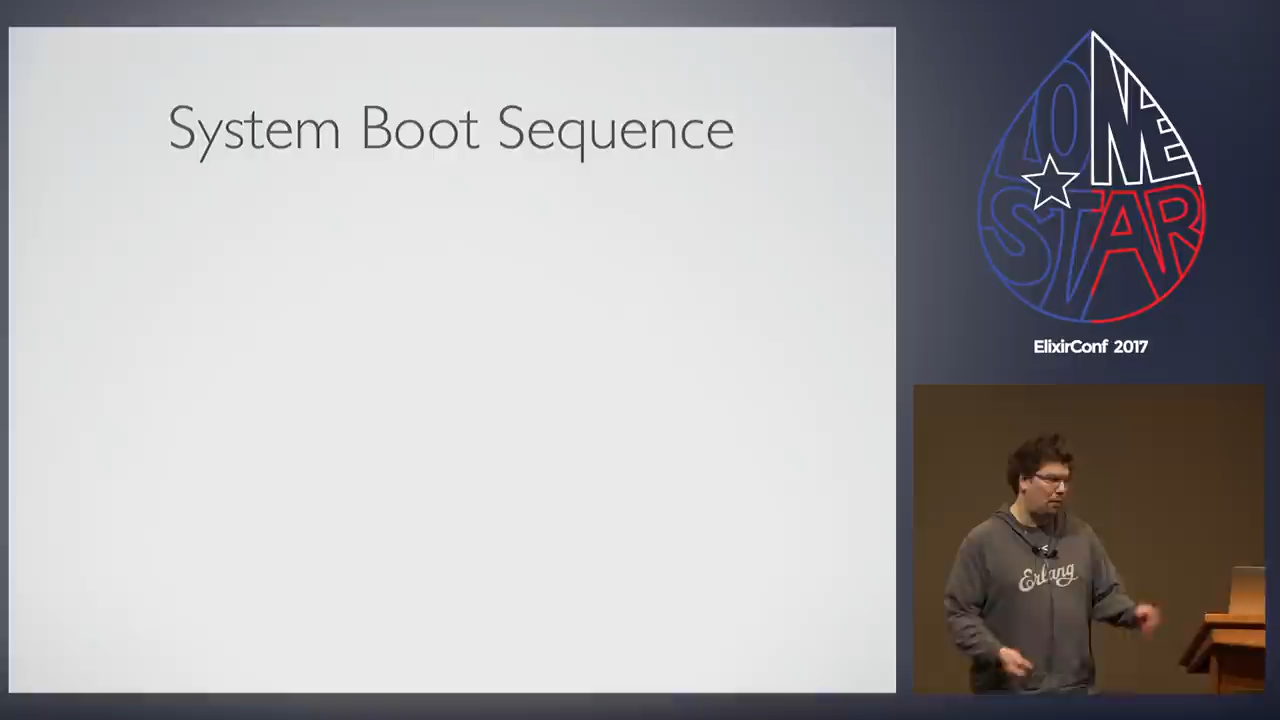 System Boot Sequence
LONE
STAR
ElixirConf 2017
Erlang